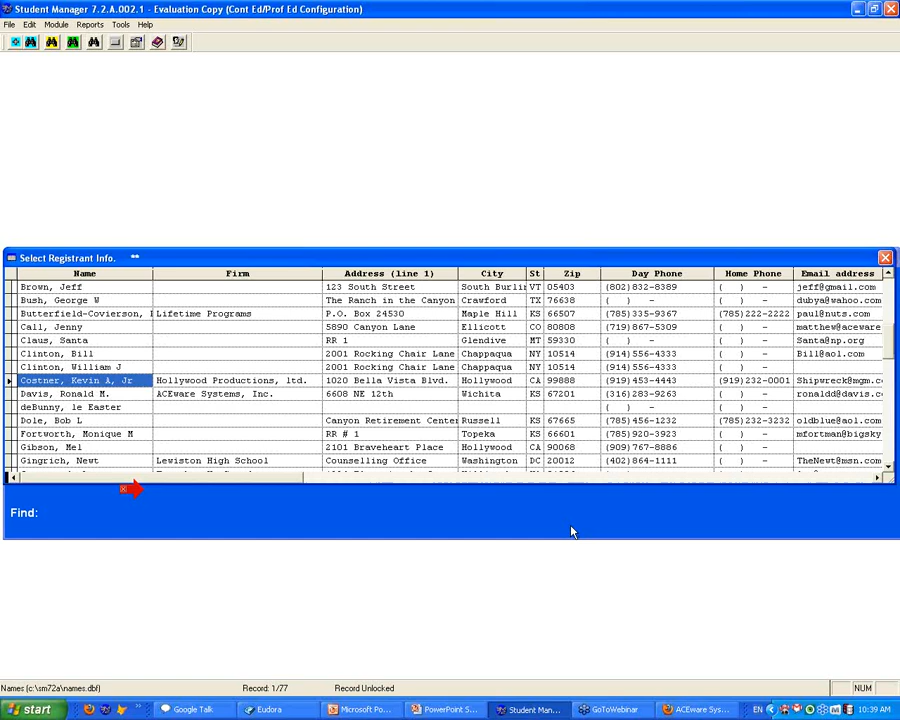 Student Manager 7.2.A.002.1 - Evaluation Copy (Cont Ed/Prof Ed Configuration)
File Edit Module Reports Tools Help
Select Registrant Info. **
Name Firm Address (line 1) City St Zip Day Phone Home Phone Email address
Brown, Jeff 123 South Street South Burlin VT 05403 (802)832-8389 ( ) - jeff@gmail.com
Bush, George W The Ranch in the Canyon Crawford TX 76638 ( ) - ( ) - dubya@wahoo.com
Butterfield-Covierson, Lifetime Programs P.O. Box 24530 Maple Hill KS 66507 (785)335-9367 (785)222-2222 paul@nuts.com
Call, Jenny 5890 Canyon Lane Ellicott CO 80808 (719)867-5309 ( ) - matthew@aceware
Claus, Santa RR 1 Glendive MT 59330 ( ) - ( ) - Santa@np.org
Clinton, Bill 2001 Rocking Chair Lane Chappaqua NY 10514 (914)556-4333 ( ) - Bill@aol.com
Clinton, William J 2001 Rocking Chair Lane Chappaqua NY 10514 (914)556-4333 ( ) -
Costner, Kevin A, Jr Hollywood Productions, ltd. 1020 Bella Vista Blvd. Hollywood CA 99888 (919)454-4443 (919)232-0001 Shipwreck@mgm.c
Davis, Ronald M. ACEware Systems, Inc. 6608 NE 12th Wichita KS 67201 (316)283-9263 ( ) - ronaldd@davis.c
deBunny, le Easter ( ) - ( ) -
Dole, Bob L Canyon Retirement Center Russell KS 67665 (785)456-1232 (785)232-3232 oldblue@aol.com
Fortworth, Monique M RR # 1 Topeka KS 66601 (785)920-3923 ( ) - mfortman@bigsky
Gibson, Mel 2101 Braveheart Place Hollywood CA 90068 (909)767-8886 ( ) -
Gingrich, Newt Lewiston High School Counselling Office Washington DC 20012 (402)864-1111 ( ) - TheNewt@msn.com
Find:
Names (c:\sm72a\names.dbf) Record: 1/77 Record Unlocked NUM
start Google Talk Eudora Microsoft Po... PowerPoint S... Student Man... GoToWebinar ACEware Sys... EN 10:39 AM